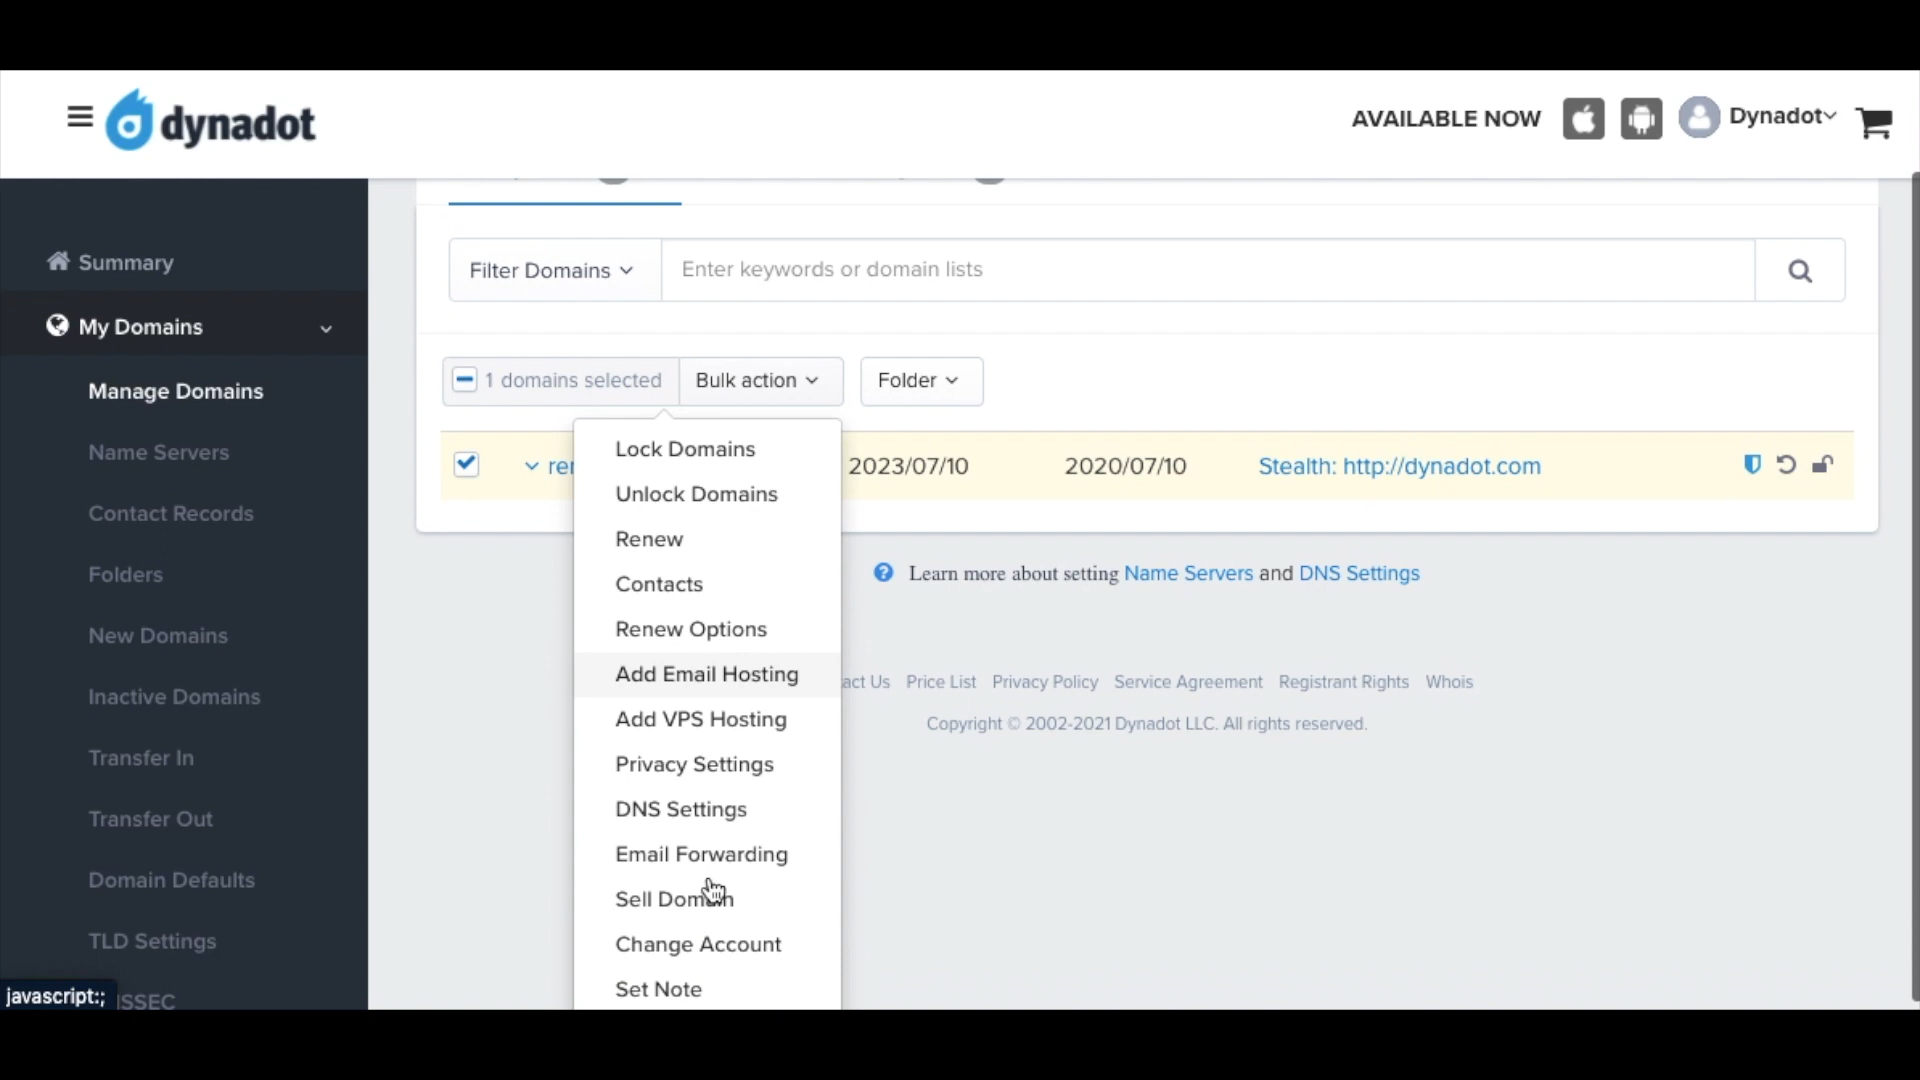 dynadot
AVAILABLE NOW
Dynadot
Summary
My Domains
Manage Domains
Name Servers
Contact Records
Folders
New Domains
Inactive Domains
Transfer In
Transfer Out
Domain Defaults
TLD Settings
SSEC
javascript:;
Filter Domains
Enter keywords or domain lists
1 domains selected
Bulk action
Folder
2023/07/10 2020/07/10 Stealth: http://dynadot.com
Lock Domains
Unlock Domains
Renew
Contacts
Renew Options
Add Email Hosting
Add VPS Hosting
Privacy Settings
DNS Settings
Email Forwarding
Sell Domain
Change Account
Set Note
Learn more about setting Name Servers and DNS Settings
act Us Price List Privacy Policy Service Agreement Registrant Rights Whois
Copyright © 2002-2021 Dynadot LLC. All rights reserved.